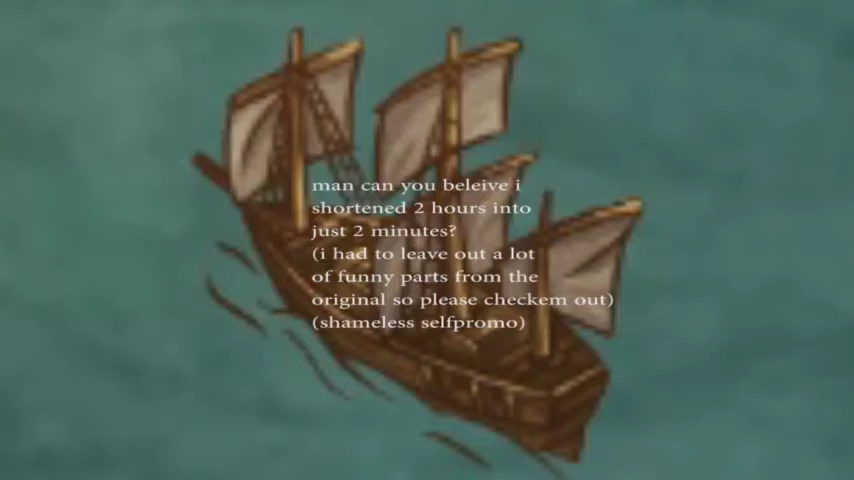 man can you beleive i
shortened 2 hours into
just 2 minutes?
(i had to leave out a lot
of funny parts from the
original so please checkem out)
(shameless selfpromo)